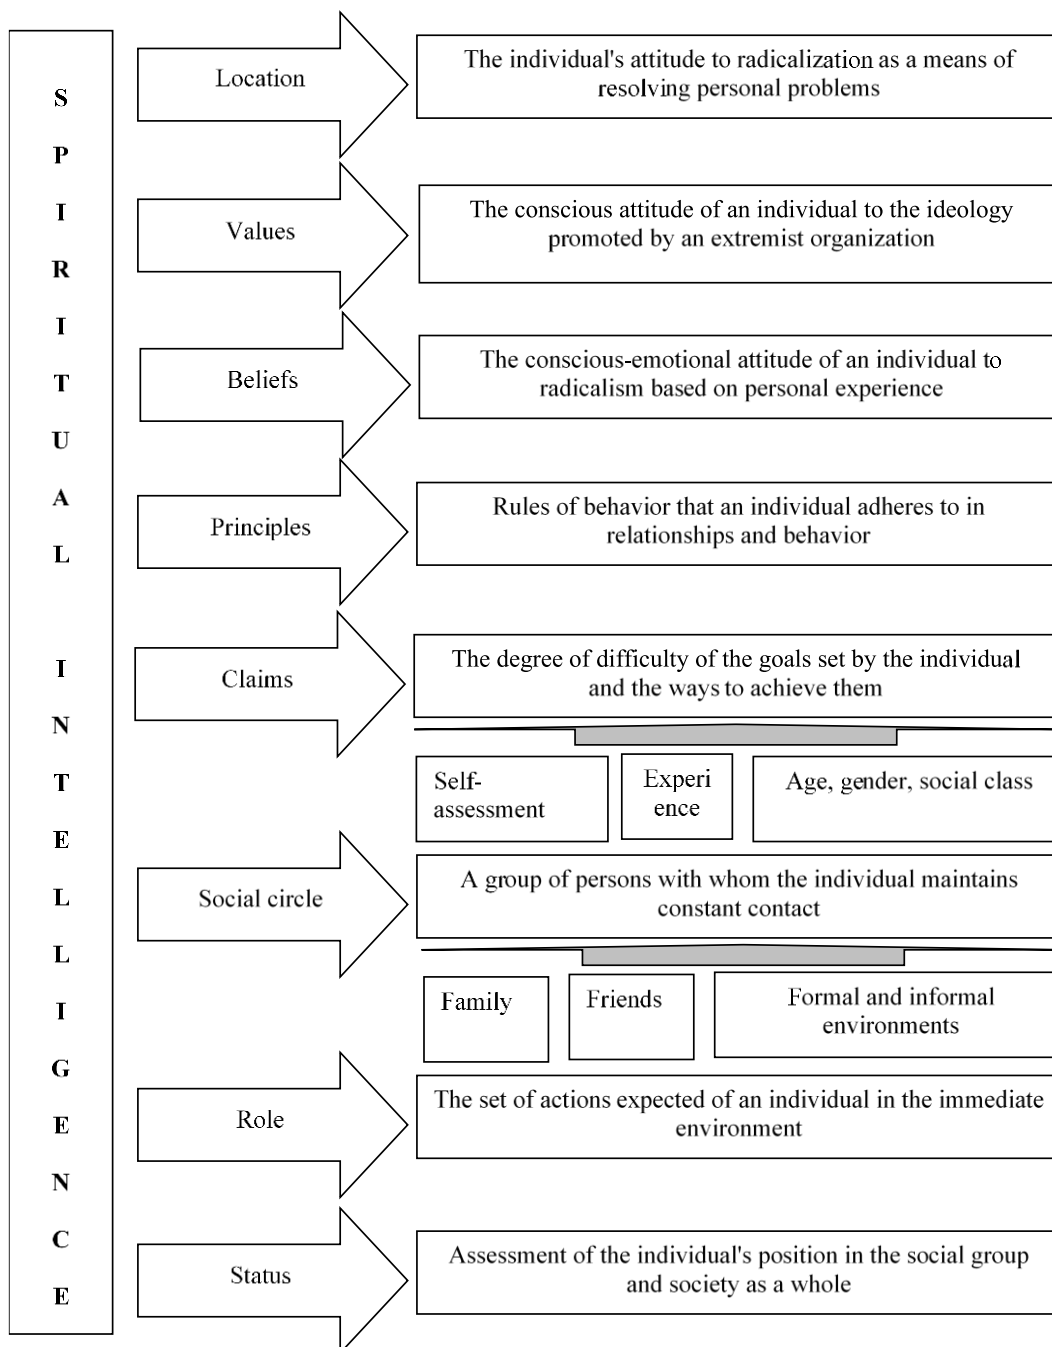 SPIRITUAL INTELLIGENCE
Location
The individual's attitude to radicalization as a means of
resolving personal problems
Values
The conscious attitude of an individual to the ideology
promoted by an extremist organization
Beliefs
The conscious-emotional attitude of an individual to
radicalism based on personal experience
Principles
Rules of behavior that an individual adheres to in
relationships and behavior
Claims
The degree of difficulty of the goals set by the individual
and the ways to achieve them
Self-
assessment
Experi
ence
Age, gender, social class
Social circle
A group of persons with whom the individual maintains
constant contact
Family
Friends
Formal and informal
environments
Role
The set of actions expected of an individual in the immediate
environment
Status
Assessment of the individual's position in the social group
and society as a whole